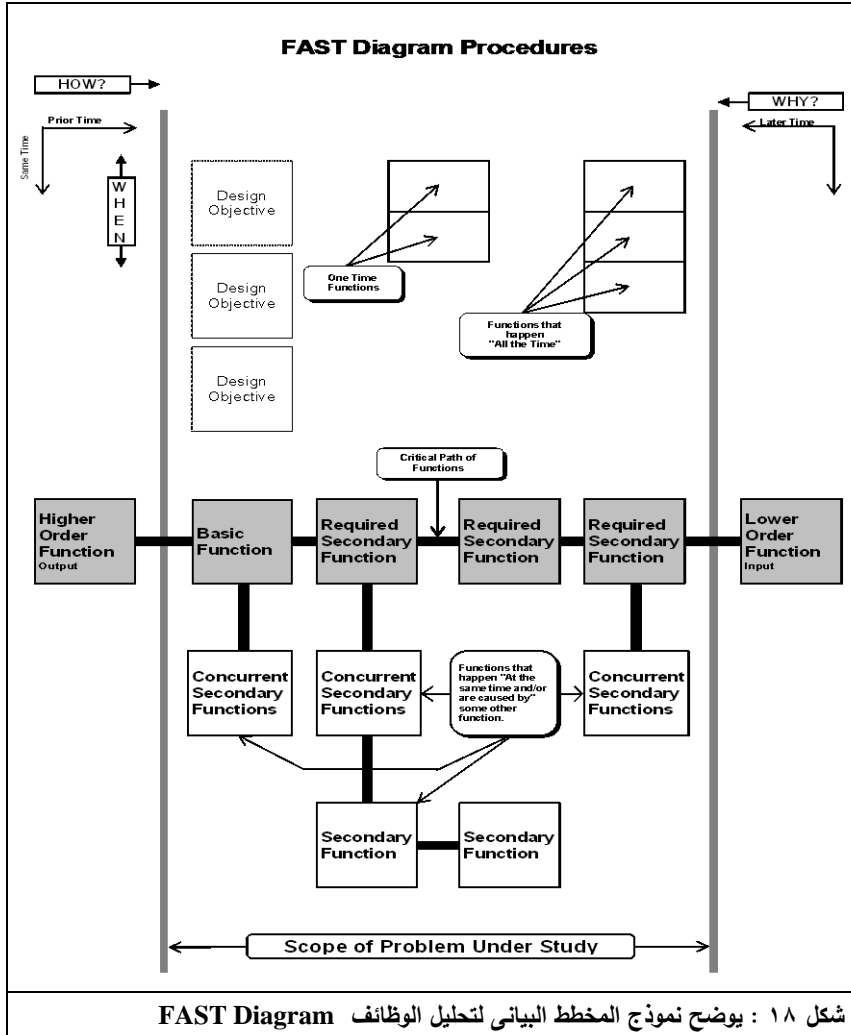 FAST Diagram Procedures
HOW?
WHY?
Prior Time
Later Time
Same Time
W
H
E
N
Design
Objective
Design
Objective
Design
Objective
One Time
Functions
Functions that
happen
"All the Time"
Critical Path of
Functions
Higher
Order
Function
Output
Basic
Function
Required
Secondary
Function
Required
Secondary
Function
Required
Secondary
Function
Lower
Order
Function
Input
Concurrent
Secondary
Functions
Concurrent
Secondary
Functions
Functions that
happen "At the
same time and/or
are caused by"
some other
function.
Concurrent
Secondary
Functions
Secondary
Function
Secondary
Function
Scope of Problem Under Study
شكل ١٨ : يوضح نموذج المخطط البيانى لتحليل الوظائف FAST Diagram